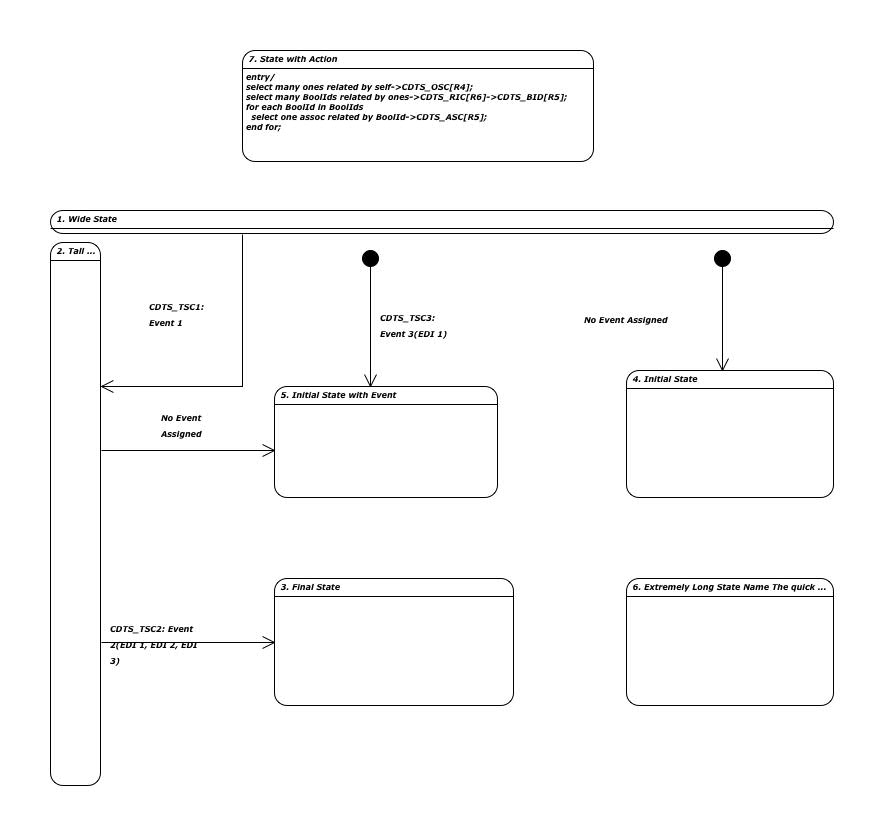 7. State with Action
entry/
select many ones related by self->CDTS_OSC[R4];
select many BoolIds related by ones->CDTS_RIC[R6]->CDTS_BID[R5];
for each BoolId in BoolIds
  select one assoc related by BoolId->CDTS_ASC[R5];
end for;
1. Wide State
2. Tall ...
CDTS_TSC1:
Event 1
CDTS_TSC3:
Event 3(EDI 1)
No Event Assigned
4. Initial State
5. Initial State with Event
No Event
Assigned
3. Final State
6. Extremely Long State Name The quick ...
CDTS_TSC2: Event
2(EDI 1, EDI 2, EDI
3)